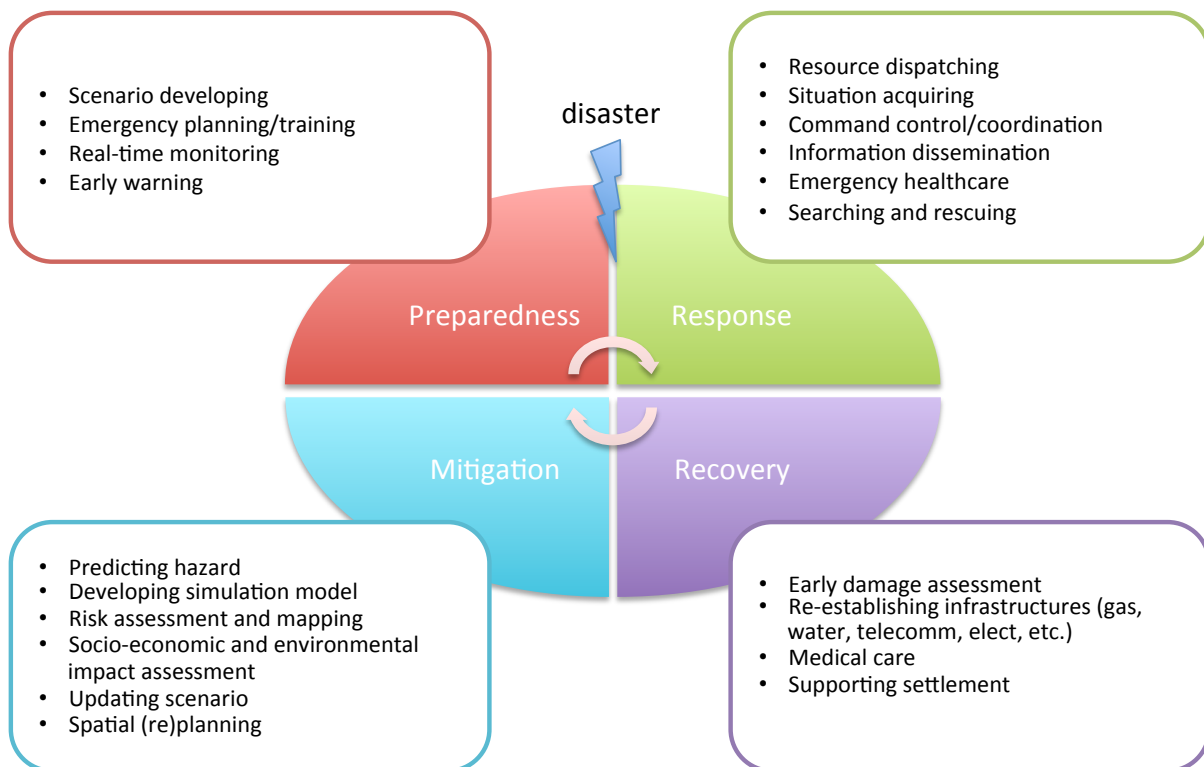 • Scenario developing
• Emergency planning/training
• Real-time monitoring
• Early warning
disaster
• Resource dispatching
• Situation acquiring
• Command control/coordination
• Information dissemination
• Emergency healthcare
• Searching and rescuing
Preparedness
Response
Mitigation
Recovery
• Predicting hazard
• Developing simulation model
• Risk assessment and mapping
• Socio-economic and environmental
impact assessment
• Updating scenario
• Spatial (re)planning
• Early damage assessment
• Re-establishing infrastructures (gas,
water, telecomm, elect, etc.)
• Medical care
• Supporting settlement